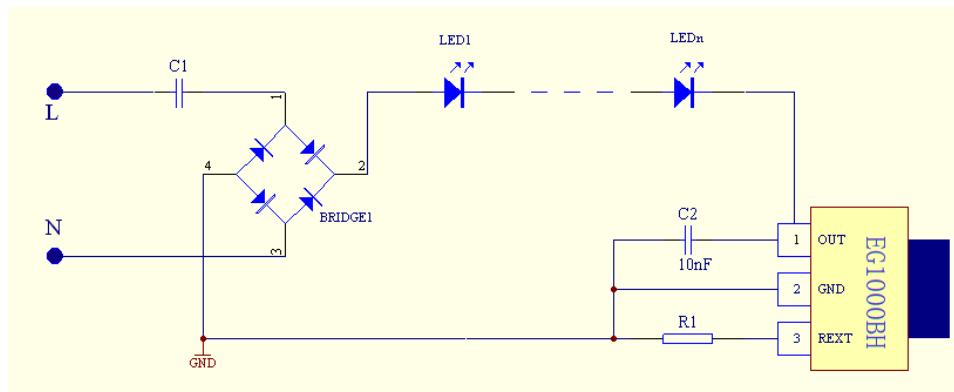 LED1
LEDn
C1
1
L
4
2
BRIDGE1
N
3
C2
10nF
1 OUT
2 GND
3 REXT
EG1000BH
R1
GND